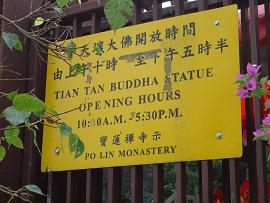 天壇大佛開放時間
由上午十時 至下午五時半
TIAN TAN BUDDHA STATUE
OPENING HOURS
10:00A.M. 5:30P.M.
寶蓮禪寺示
PO LIN MONASTERY